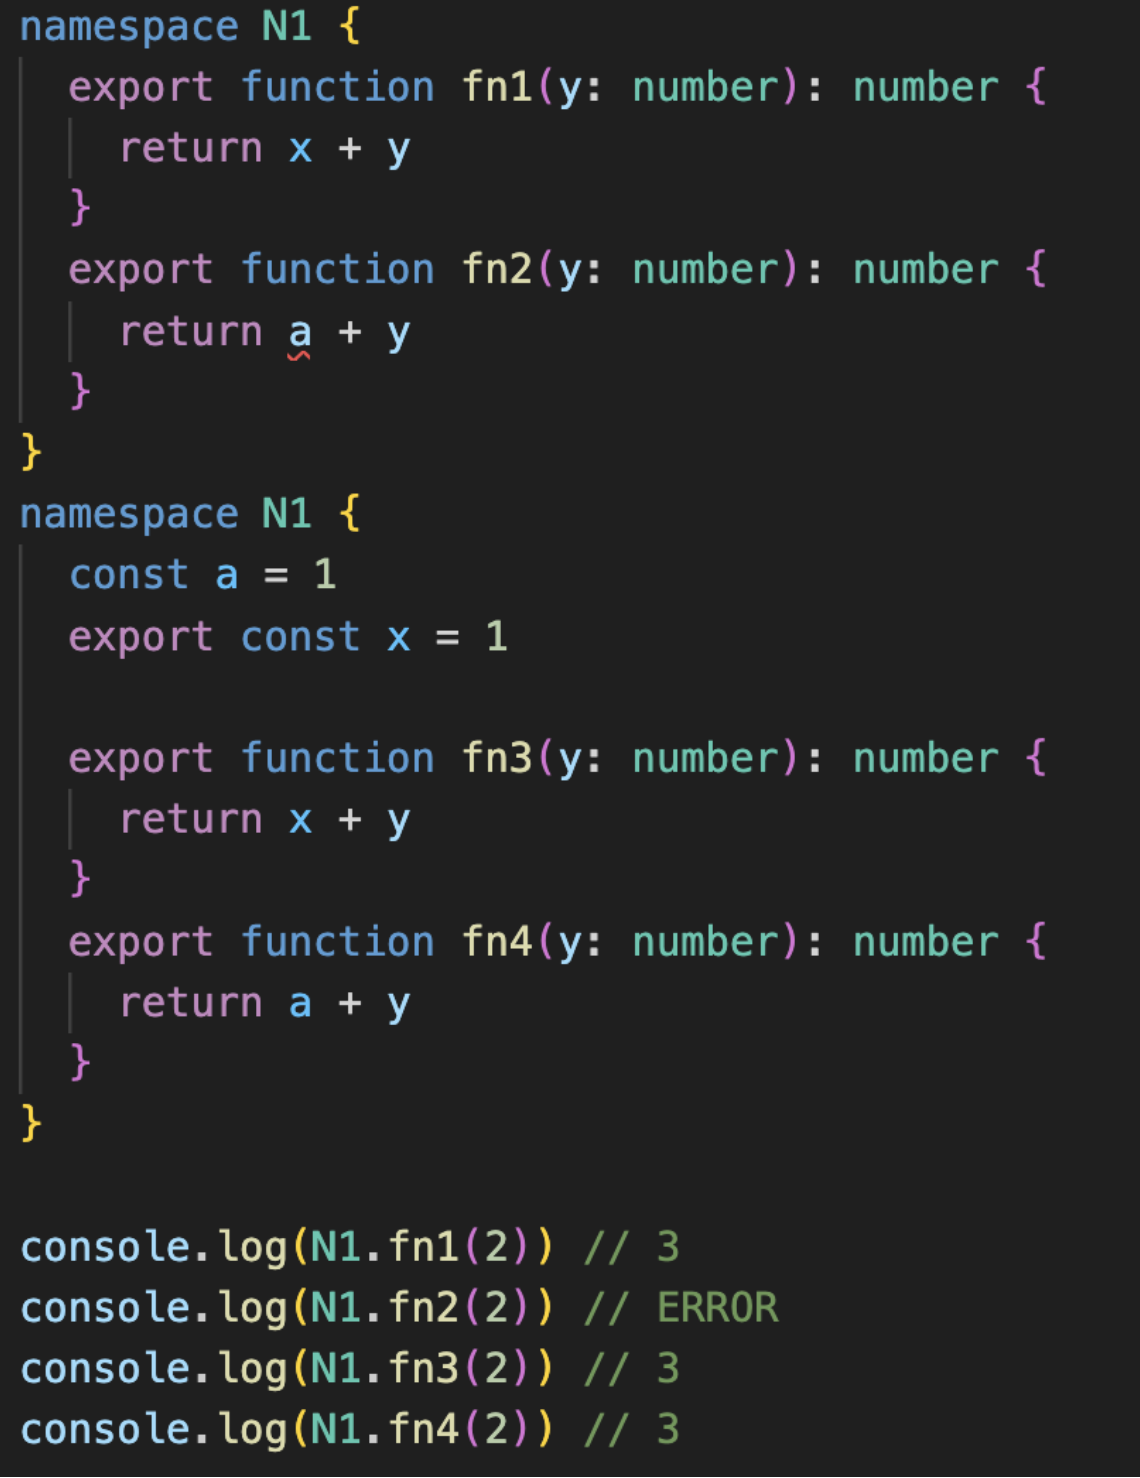 namespace N1 {
  export function fn1(y: number): number {
    return x + y
  }
  export function fn2(y: number): number {
    return a + y
  }
}
namespace N1 {
  const a = 1
  export const x = 1

  export function fn3(y: number): number {
    return x + y
  }
  export function fn4(y: number): number {
    return a + y
  }
}

console.log(N1.fn1(2)) // 3
console.log(N1.fn2(2)) // ERROR
console.log(N1.fn3(2)) // 3
console.log(N1.fn4(2)) // 3